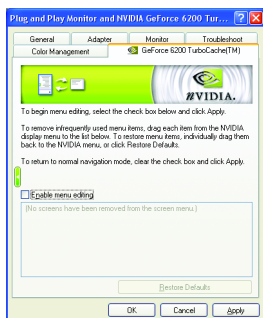 Plug and Play Monitor and NVIDIA GeForce 6200 Tur...
General Adapter Monitor Troubleshoot
Color Management GeForce 6200 TurboCache(TM)
NVIDIA.
To begin menu editing, select the check box below and click Apply.
To remove infrequently used menu items, drag each item from the NVIDIA
display menu to the list below. To restore menu items, individually drag them
back to the NVIDIA menu, or click Restore Defaults.
To return to normal navigation mode, clear the check box and click Apply.
Enable menu editing
(No screens have been removed from the screen menu.)
Restore Defaults
OK Cancel Apply